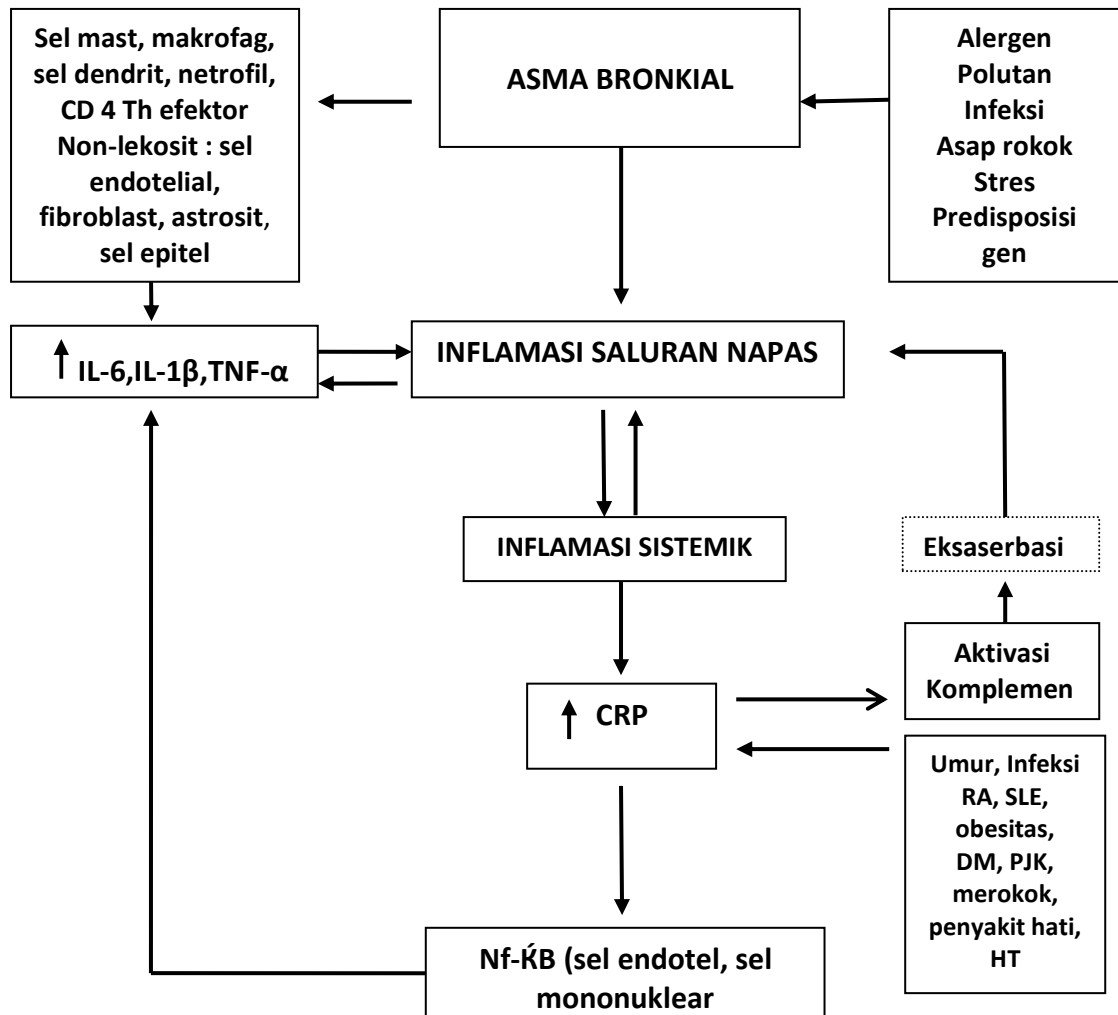 Sel mast, makrofag,
sel dendrit, netrofil,
CD 4 Th efektor
Non-lekosit : sel
endotelial,
fibroblast, astrosit,
sel epitel
ASMA BRONKIAL
Alergen
Polutan
Infeksi
Asap rokok
Stres
Predisposisi
gen
IL-6,IL-1β,TNF-α
INFLAMASI SALURAN NAPAS
INFLAMASI SISTEMIK
Eksaserbasi
Aktivasi
Komplemen
CRP
Umur, Infeksi
RA, SLE,
obesitas,
DM, PJK,
merokok,
penyakit hati,
HT
Nf-ḰB (sel endotel, sel
mononuklear